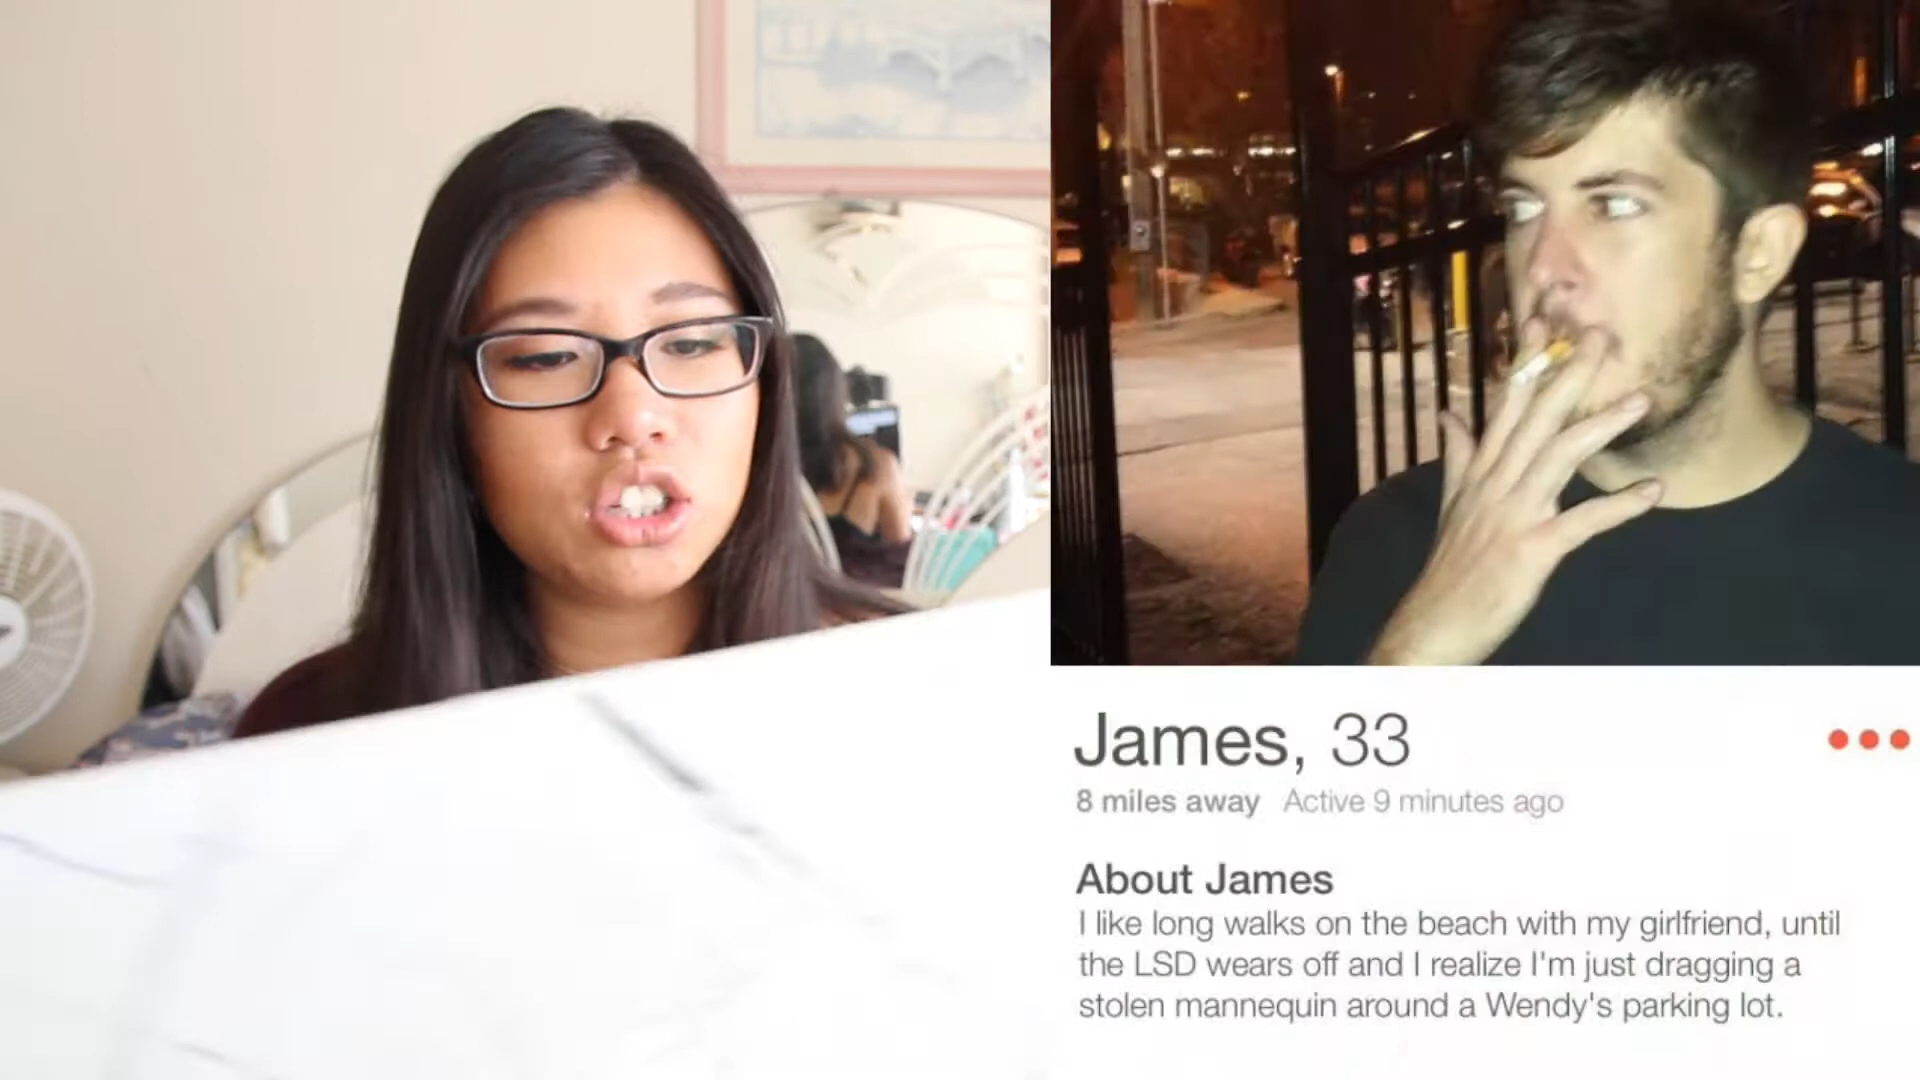 James, 33
8 miles away Active 9 minutes ago
About James
I like long walks on the beach with my girlfriend, until
the LSD wears off and I realize I'm just dragging a
stolen mannequin around a Wendy's parking lot.